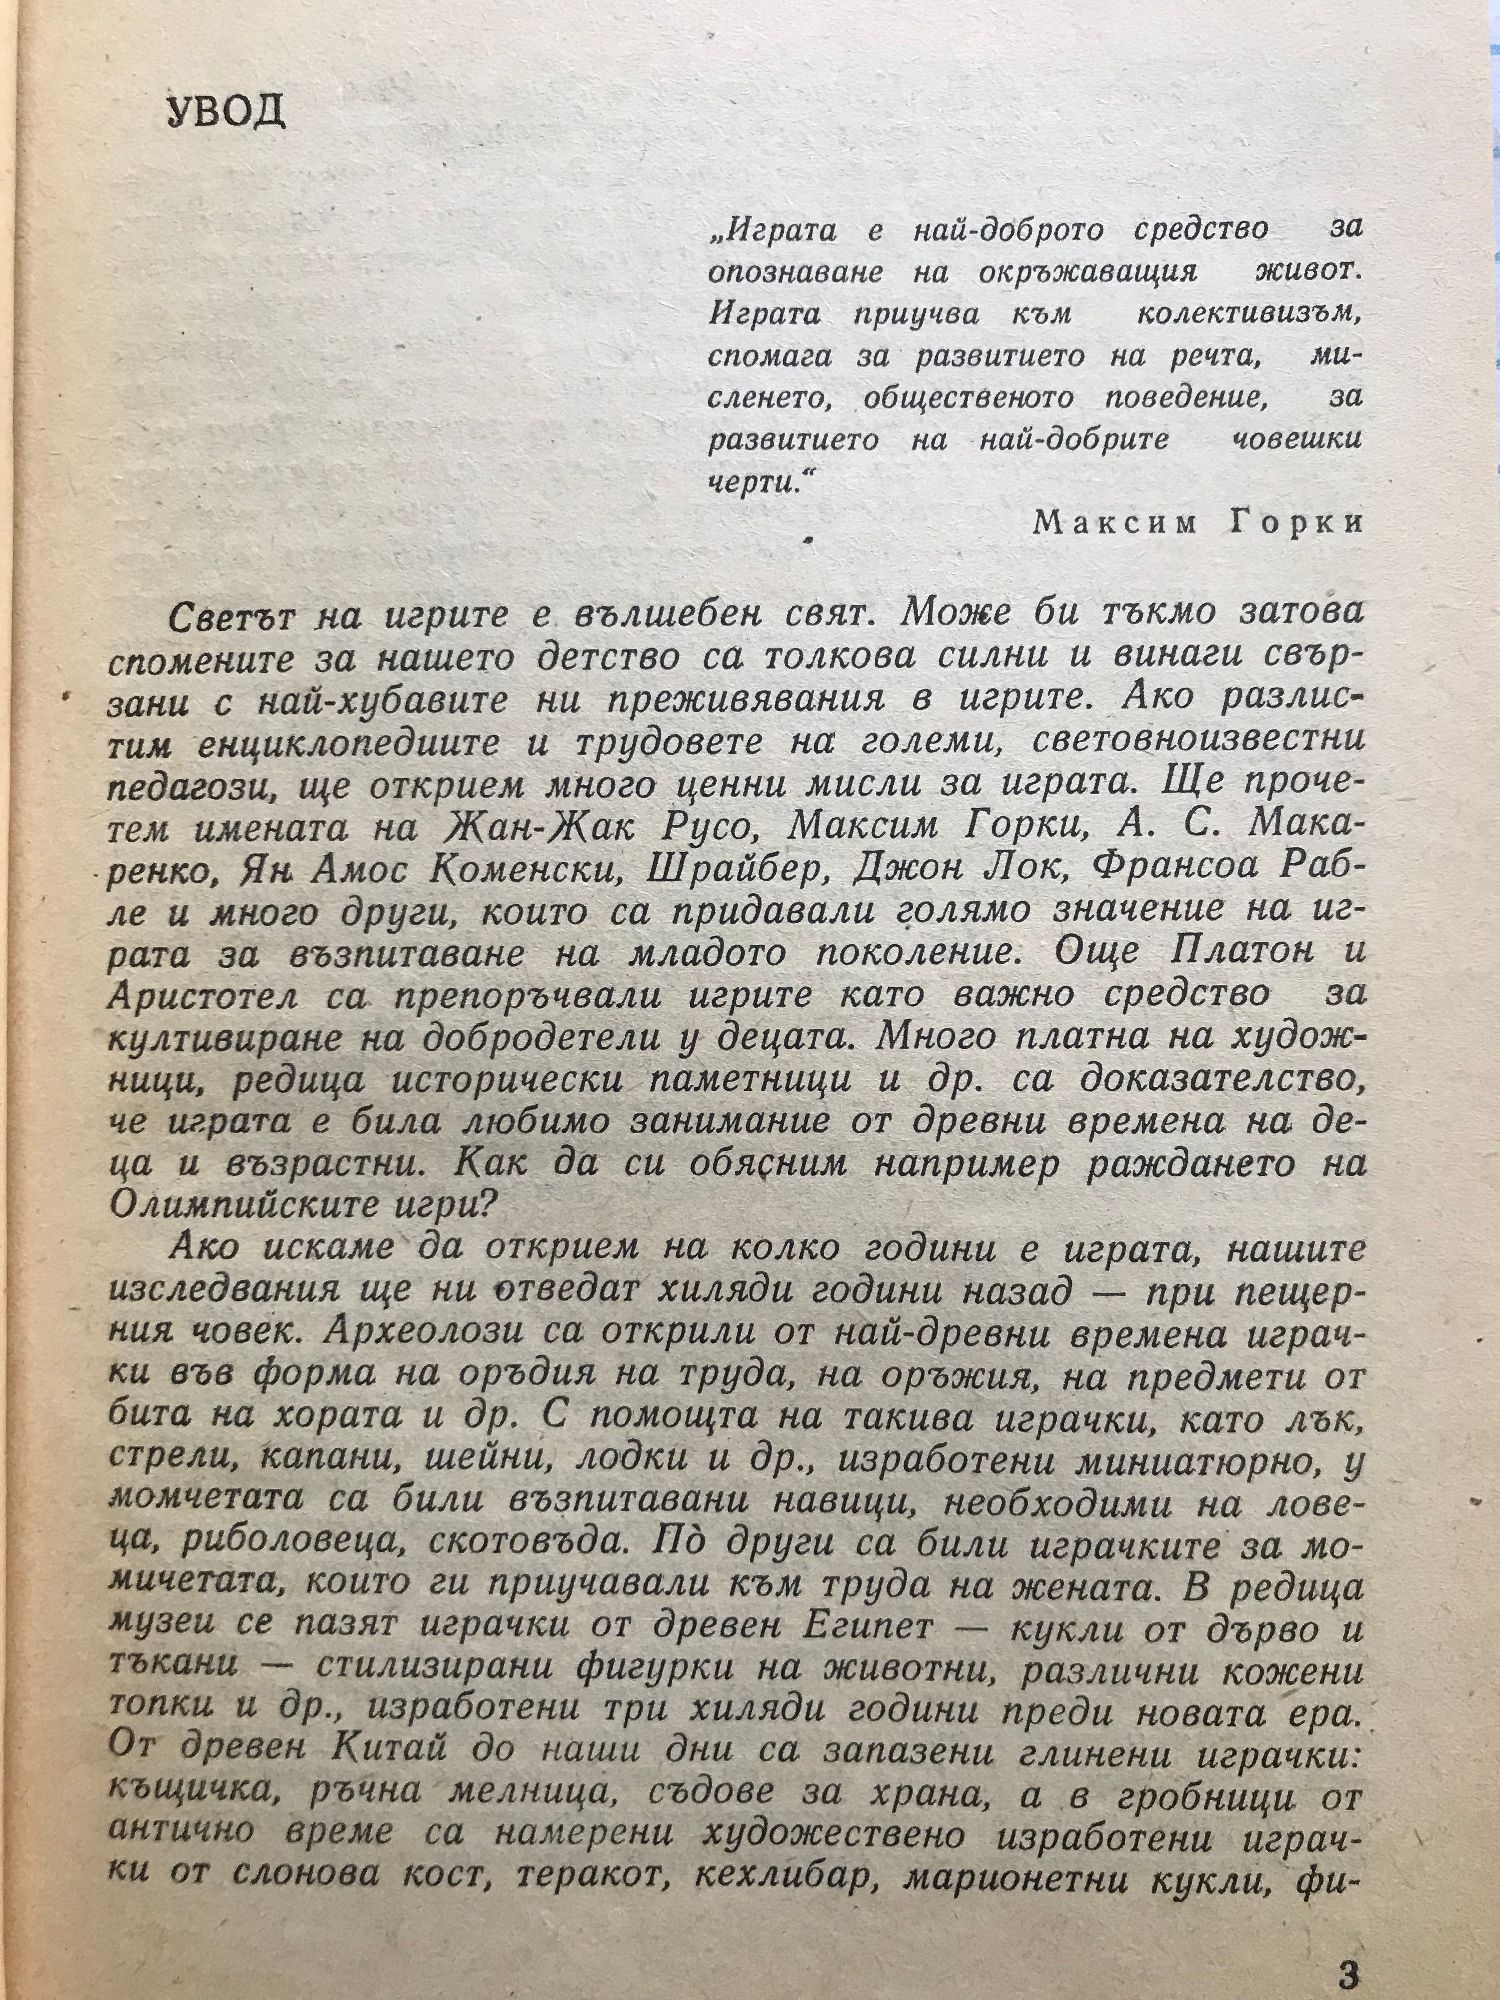 УВОД
„Играта е най-доброто средство за
опознаване на окръжаващия живот.
Играта приучва към колективизъм,
спомага за развитието на речта, ми-
сленето, общественото поведение, за
развитието на най-добрите човешки
черти.“
Максим Горки
Светът на игрите е вълшебен свят. Може би тъкмо затова
спомените за нашето детство са толкова силни и винаги свър-
зани с най-хубавите ни преживявания в игрите. Ако разлис-
тим енциклопедиите и трудовете на големи, световноизвестни
педагози, ще открием много ценни мисли за играта. Ще проче-
тем имената на Жан-Жак Русо, Максим Горки, А. С. Мака-
ренко, Ян Амос Коменски, Шрайбер, Джон Лок, Франсоа Раб-
ле и много други, които са придавали голямо значение на иг-
рата за възпитаване на младото поколение. Още Платон и
Аристотел са препоръчвали игрите като важно средство за
култивиране на добродетели у децата. Много платна на худож-
ници, редица исторически паметници и др. са доказателство,
че играта е била любимо занимание от древни времена на де-
ца и възрастни. Как да си обясним например раждането на
Олимпийските игри?
Ако искаме да открием на колко години е играта, нашите
изследвания ще ни отведат хиляди години назад — при пещер-
ния човек. Археолози са открили от най-древни времена играч-
ки във форма на оръдия на труда, на оръжия, на предмети от
бита на хората и др. С помощта на такива играчки, като лък,
стрели, капани, шейни, лодки и др., изработени миниатюрно, у
момчетата са били възпитавани навици, необходими на лове-
ца, риболовеца, скотовъда. По̀ други са били играчките за мо-
мичетата, които ги приучавали към труда на жената. В редица
музеи се пазят играчки от древен Египет — кукли от дърво и
тъкани — стилизирани фигурки на животни, различни кожени
топки и др., изработени три хиляди години преди новата ера.
От древен Китай до наши дни са запазени глинени играчки:
къщичка, ръчна мелница, съдове за храна, а в гробници от
антично време са намерени художествено изработени играч-
ки от слонова кост, теракот, кехлибар, марионетни кукли, фи-
3